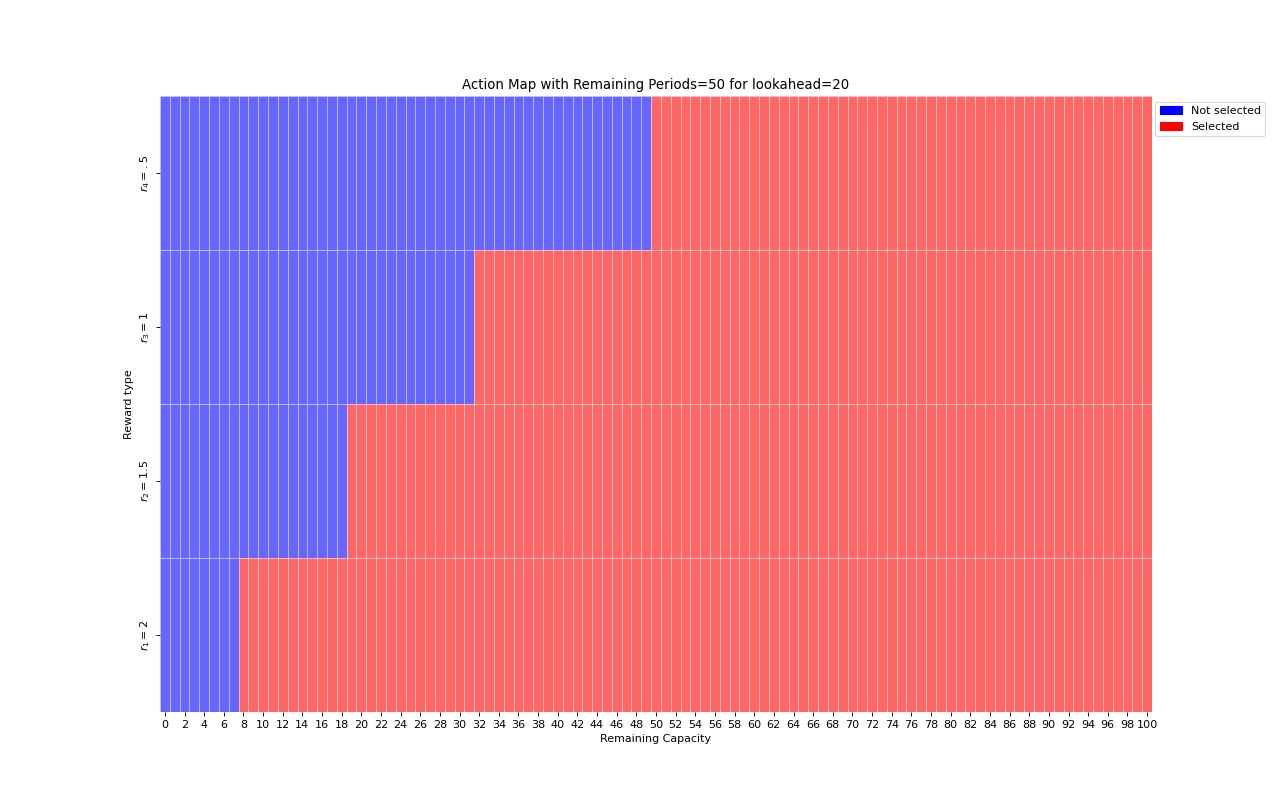 Action Map with Remaining Periods=50 for lookahead=20
Not selected
Selected
r₄ = .5
r₃ = 1
r₂ = 1.5
r₁ = 2
Reward type
0 2 4 6 8 10 12 14 16 18 20 22 24 26 28 30 32 34 36 38 40 42 44 46 48 50 52 54 56 58 60 62 64 66 68 70 72 74 76 78 80 82 84 86 88 90 92 94 96 98 100
Remaining Capacity